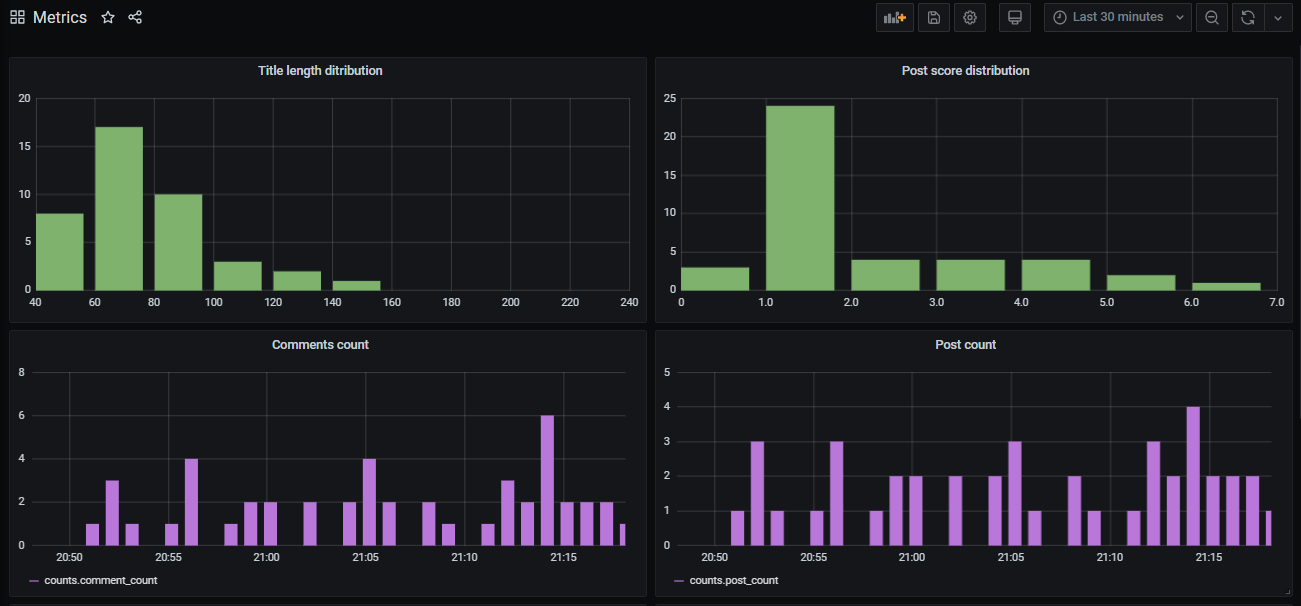 Metrics
Last 30 minutes
Title length ditribution
20
15
10
5
0
40 60 80 100 120 140 160 180 200 220 240
Post score distribution
25
20
15
10
5
0
0 1.0 2.0 3.0 4.0 5.0 6.0 7.0
Comments count
8
6
4
2
0
20:50 20:55 21:00 21:05 21:10 21:15
counts.comment_count
Post count
5
4
3
2
1
0
20:50 20:55 21:00 21:05 21:10 21:15
counts.post_count